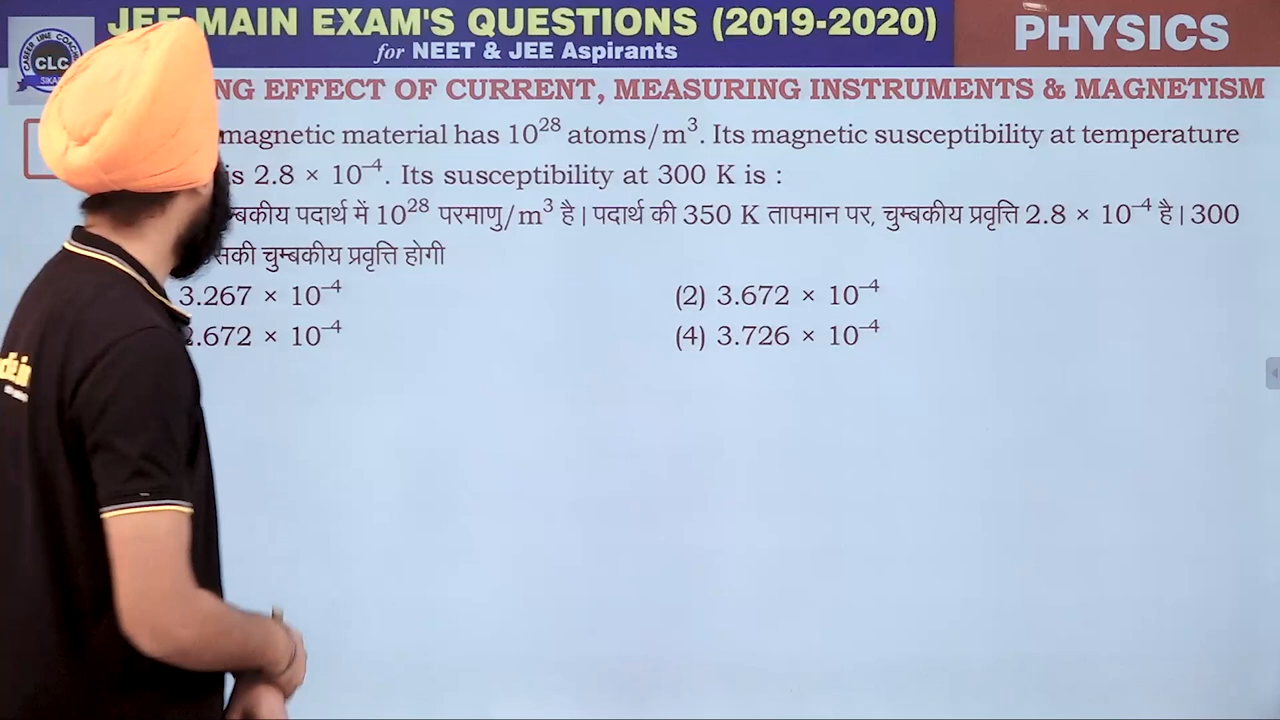 JEE MAIN EXAM'S QUESTIONS (2019-2020)
for NEET & JEE Aspirants
PHYSICS
CLC
EFFECT OF CURRENT, MEASURING INSTRUMENTS & MAGNETISM
magnetic material has 10²⁸ atoms/m³. Its magnetic susceptibility at temperature
is 2.8 × 10⁻⁴. Its susceptibility at 300 K is :
पदार्थ में 10²⁸ परमाणु/m³ है। पदार्थ की 350 K तापमान पर, चुम्बकीय प्रवृत्ति 2.8 × 10⁻⁴ है। 300
चुम्बकीय प्रवृत्ति होगी
3.267 × 10⁻⁴
(2) 3.672 × 10⁻⁴
2.672 × 10⁻⁴
(4) 3.726 × 10⁻⁴